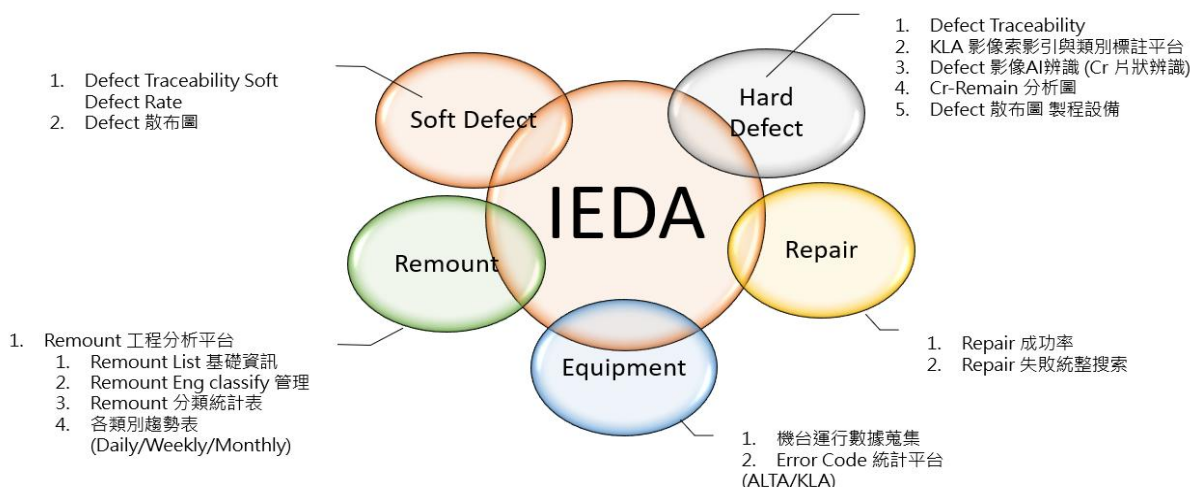 1. Defect Traceability Soft
Defect Rate
2. Defect 散布圖
Soft Defect
1. Defect Traceability
2. KLA 影像索影引與類別標註平台
3. Defect 影像AI辨識 (Cr 片狀辨識)
4. Cr-Remain 分析圖
5. Defect 散布圖 製程設備
Hard
Defect
IEDA
Remount
Repair
Equipment
1. Remount 工程分析平台
1. Remount List 基礎資訊
2. Remount Eng classify 管理
3. Remount 分類統計表
4. 各類別趨勢表
(Daily/Weekly/Monthly)
1. Repair 成功率
2. Repair 失敗統整搜索
1. 機台運行數據蒐集
2. Error Code 統計平台
(ALTA/KLA)